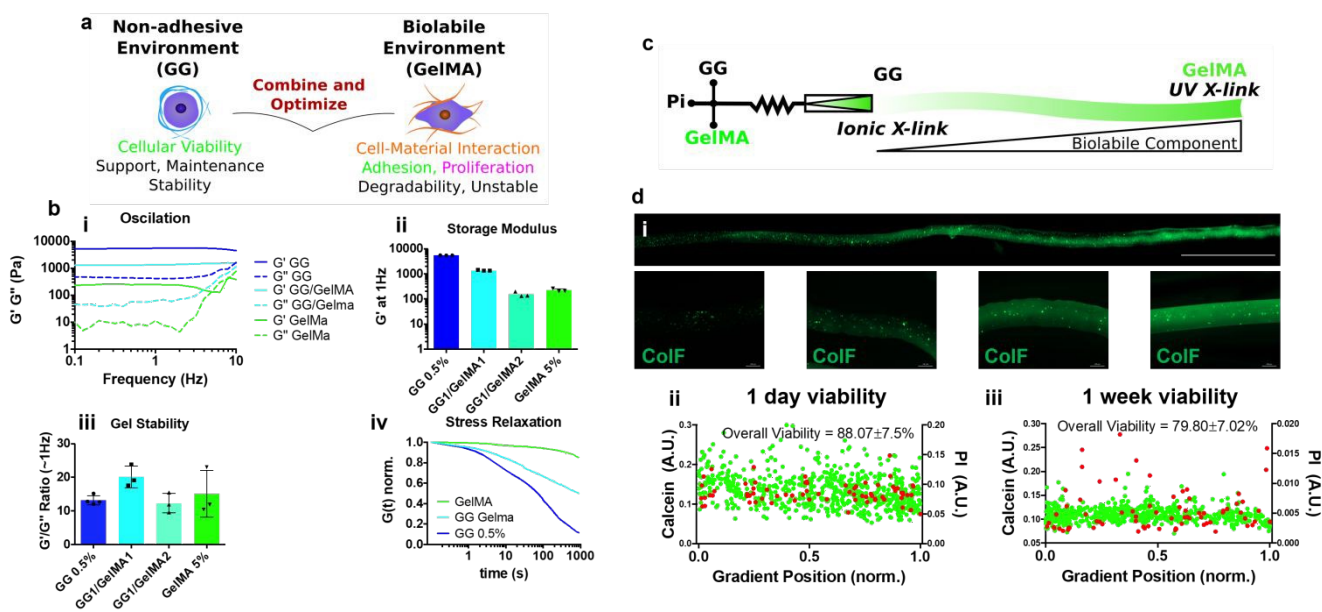 a
Non-adhesive
Environment
(GG)
Biolabile
Environment
(GelMA)
Combine and
Optimize
Cellular Viability
Support, Maintenance
Stability
Cell-Material Interaction
Adhesion, Proliferation
Degradability, Unstable
b
i
Oscilation
10000
1000
100
10
1
0.1
1
10
G' G" (Pa)
Frequency (Hz)
G' GG
G" GG
G' GG/GelMA
G" GG/Gelma
G' GelMa
G" GelMa
ii
Storage Modulus
10000
1000
100
10
1
G' at 1Hz
GG 0.5%
GG1/GelMA1
GG1/GelMA2
GelMA 5%
iii
Gel Stability
30
20
10
0
G'/G" Ratio (~1Hz)
GG 0.5%
GG1/GelMA1
GG1/GelMA2
GelMA 5%
iv
Stress Relaxation
1.0
0.8
0.6
0.4
0.2
0.0
1
10
100
1000
G(t) norm.
time (s)
GelMA
GG Gelma
GG 0.5%
c
GG
Pi
GelMA
GG
Ionic X-link
GelMA
UV X-link
Biolabile Component
d
i
ColF
ColF
ColF
ColF
ii
1 day viability
Overall Viability = 88.07±7.5%
0.3
0.2
0.1
0.0
Calcein (A.U.)
0.20
0.15
0.10
0.05
0.00
PI (A.U.)
0.0
0.5
1.0
Gradient Position (norm.)
iii
1 week viability
Overall Viability = 79.80±7.02%
0.30
0.25
0.20
0.15
0.10
0.05
Calcein (A.U.)
0.020
0.015
0.010
0.005
0.000
PI (A.U.)
0.0
0.5
1.0
Gradient Position (norm.)